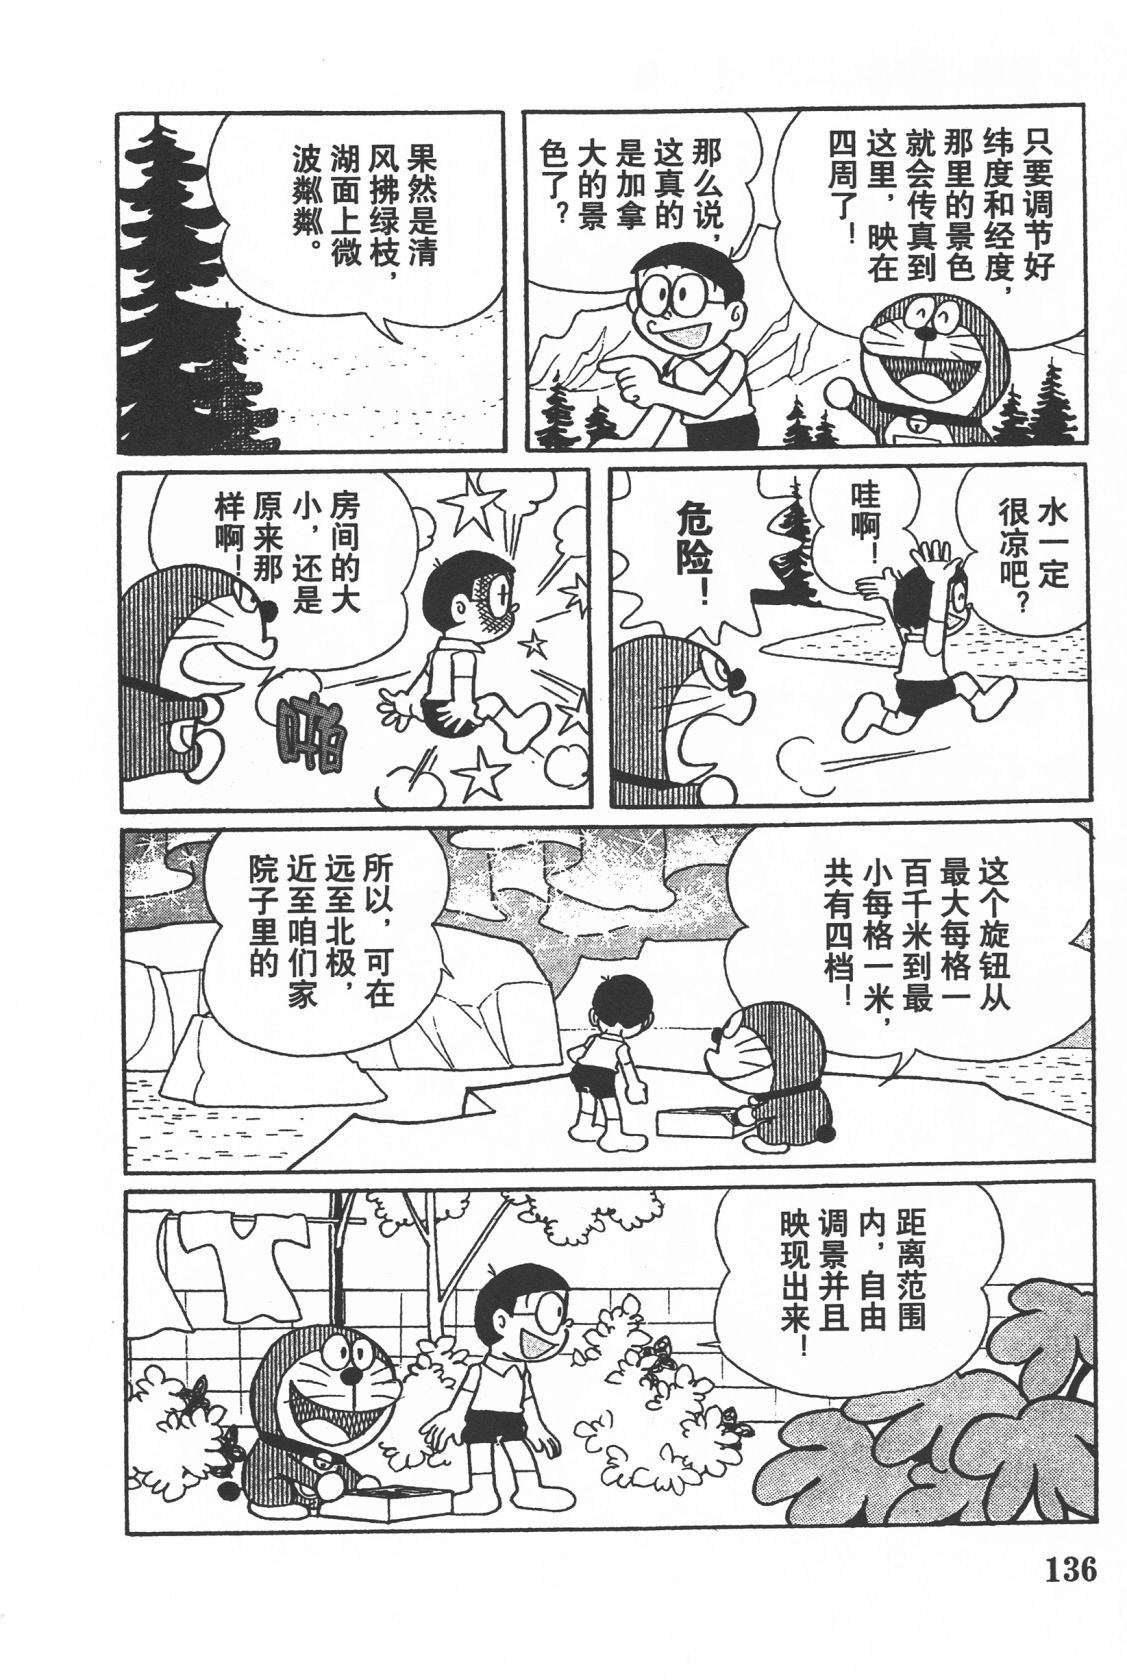 只要调节好
纬度和经度，
那里的景色
就会传真到
这里，映在
四周了！
那么说，
这真的
是加拿
大的景
色了？
果然是清
风拂绿枝，
湖面上微
波粼粼。
水一定
很凉吧？
哇啊！
危险！
房间的大
小，还是
原来那
样啊！
啪
这个旋钮从
最大每格一
百千米到最
小每格一米，
共有四档！
所以，可在
远至北极，
近至咱们家
院子里的
距离范围
内，自由
调景并且
映现出来！
136